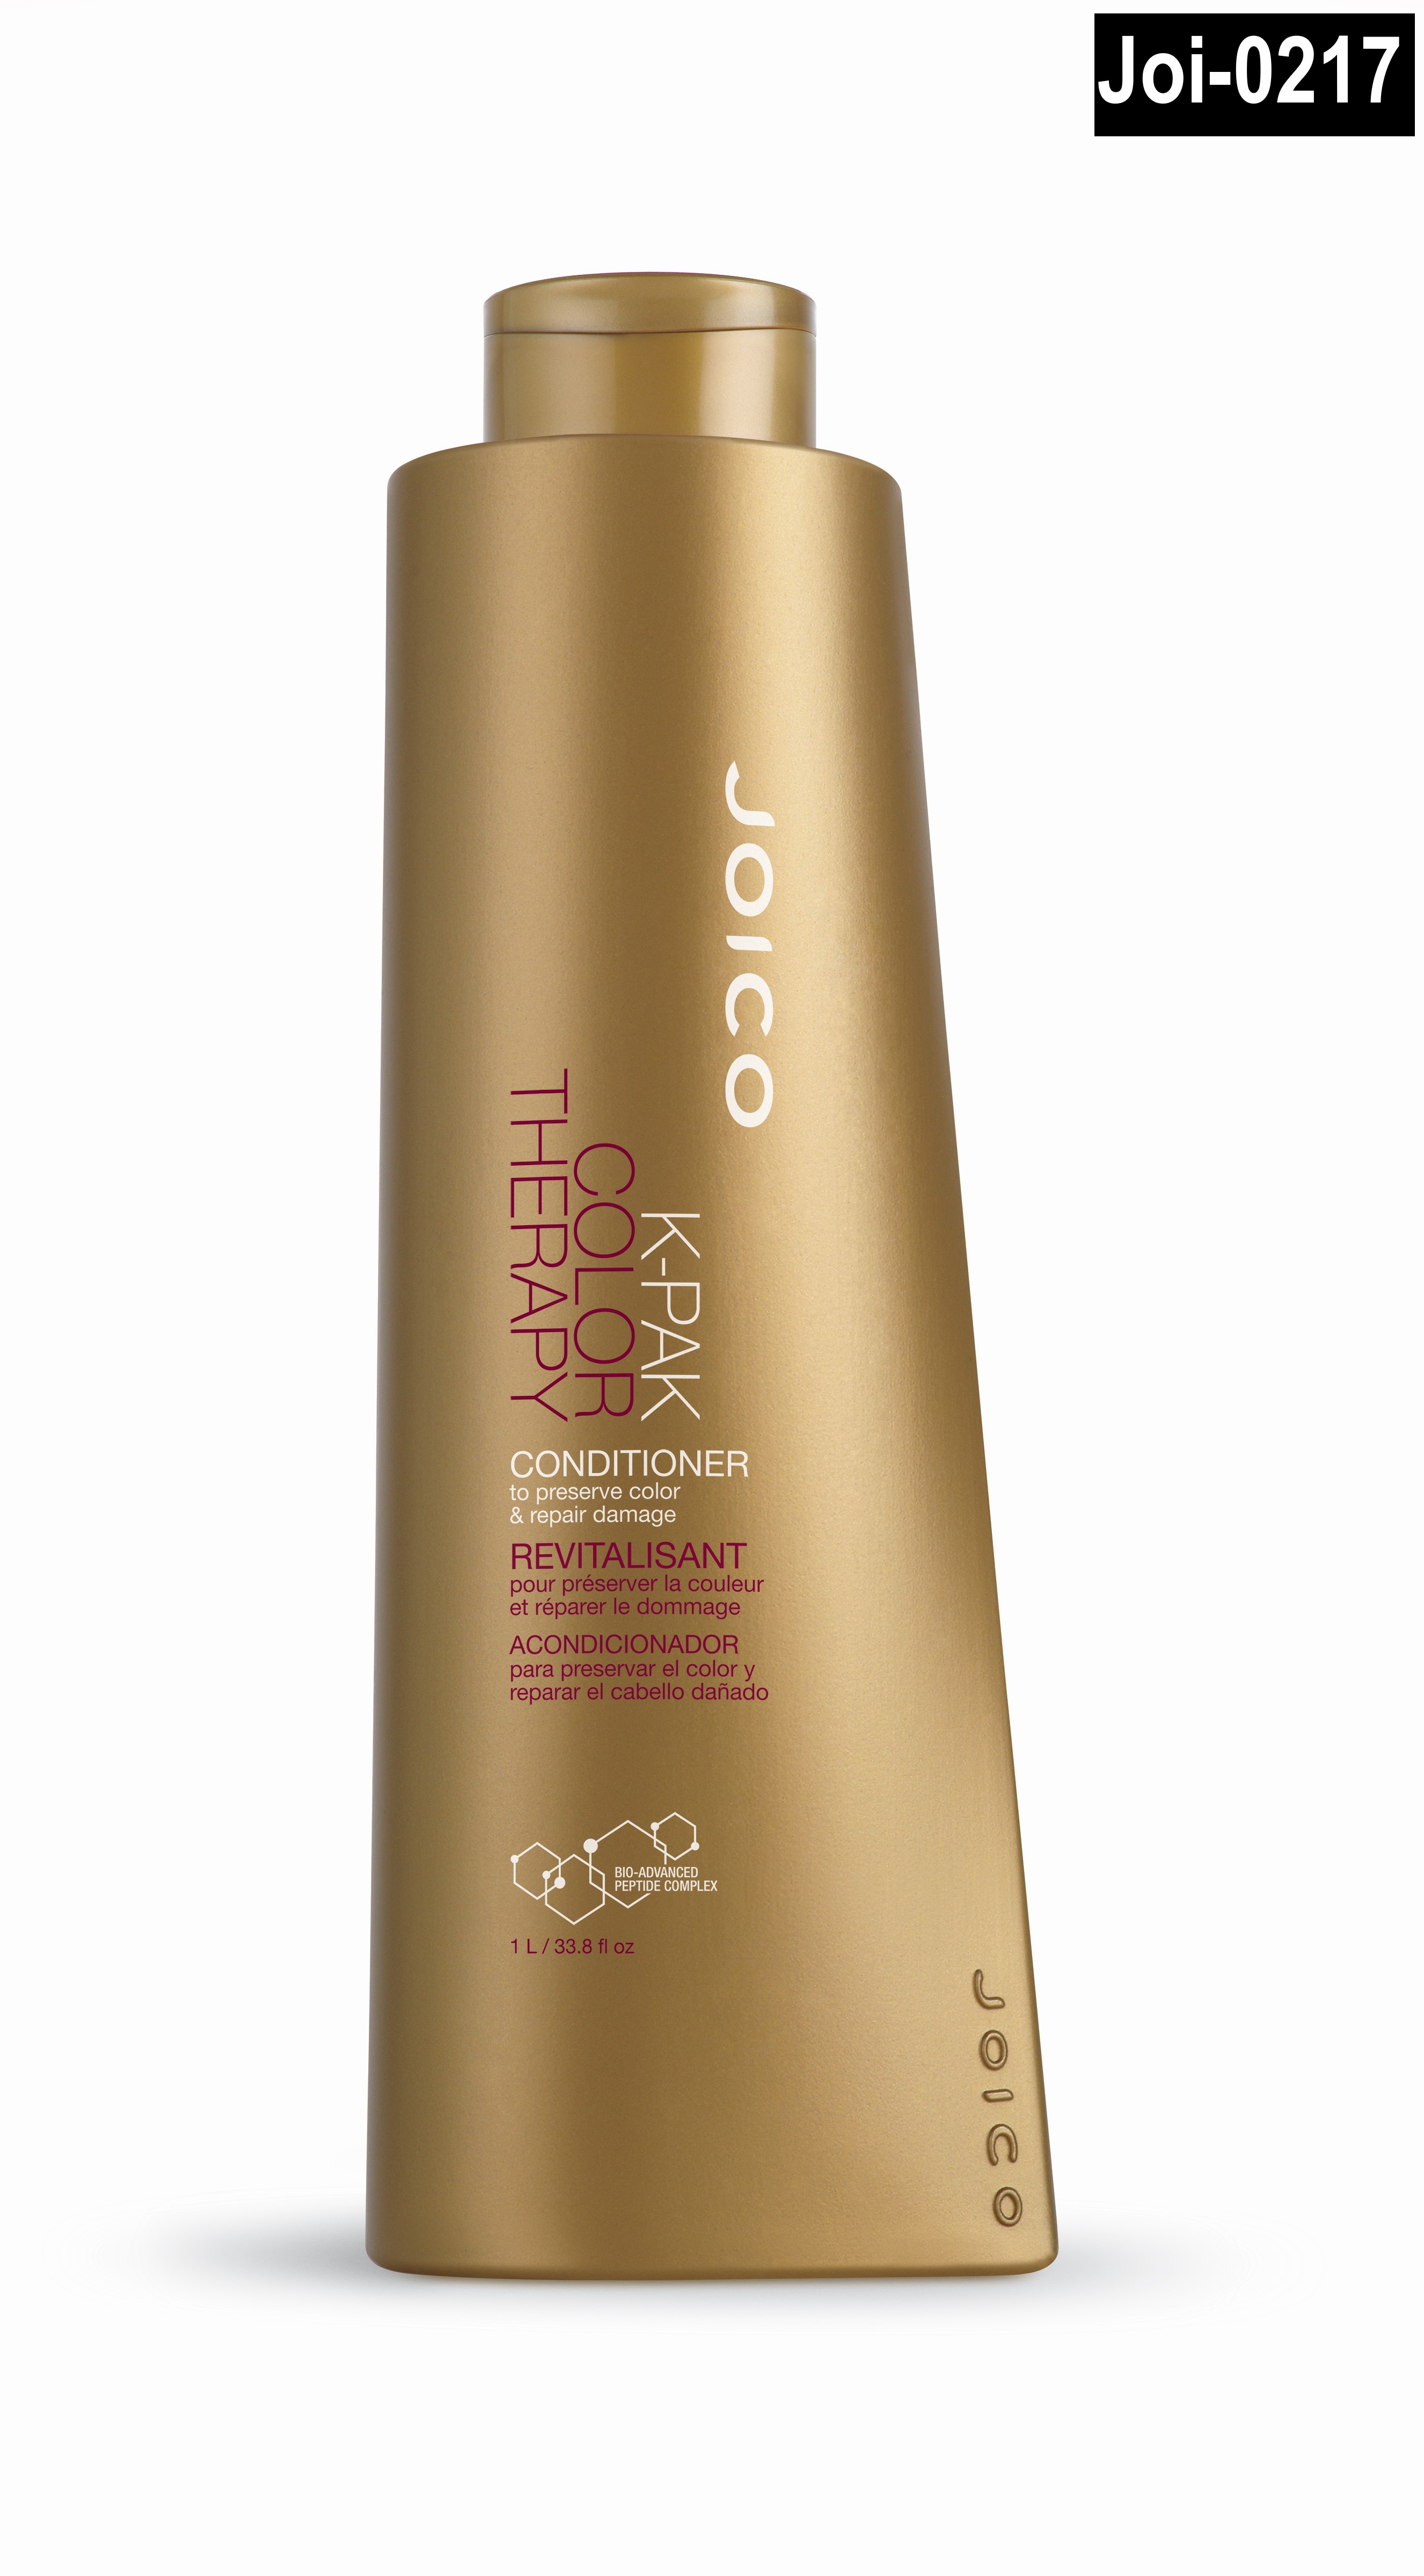 Joi-0217
JOICO
K-PAK
COLOR
THERAPY
CONDITIONER
to preserve color
& repair damage
REVITALISANT
pour préserver la couleur
et réparer le dommage
ACONDICIONADOR
para preservar el color y
reparar el cabello dañado
BIO-ADVANCED
PEPTIDE COMPLEX
1 L / 33.8 fl oz
JOICO